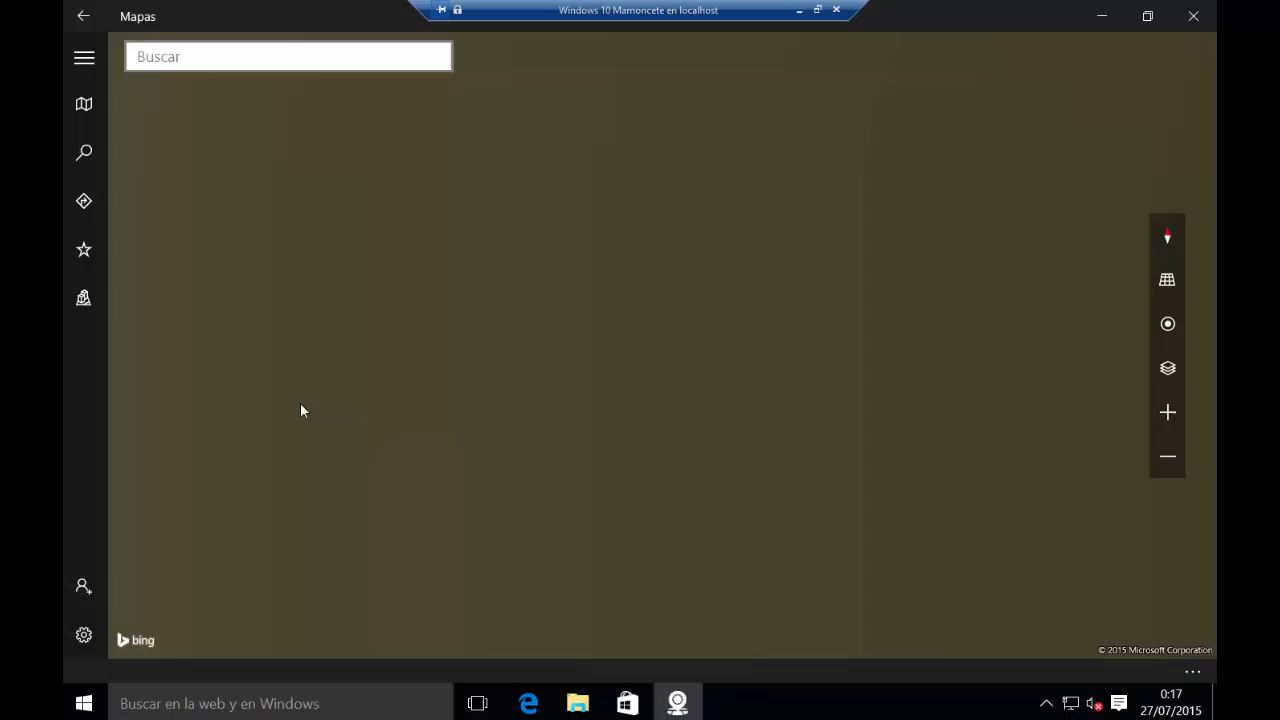 Windows 10 Mamoncete en localhost
Mapas
Buscar
bing
© 2015 Microsoft Corporation
Buscar en la web y en Windows
0:17
27/07/2015